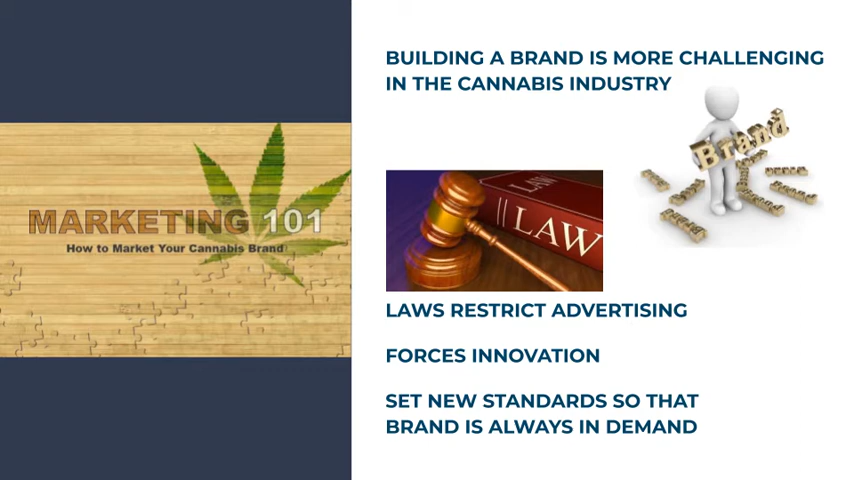 BUILDING A BRAND IS MORE CHALLENGING
IN THE CANNABIS INDUSTRY
Brand
MARKETING 101
How to Market Your Cannabis Brand
LAW
LAW
LAWS RESTRICT ADVERTISING
FORCES INNOVATION
SET NEW STANDARDS SO THAT
BRAND IS ALWAYS IN DEMAND